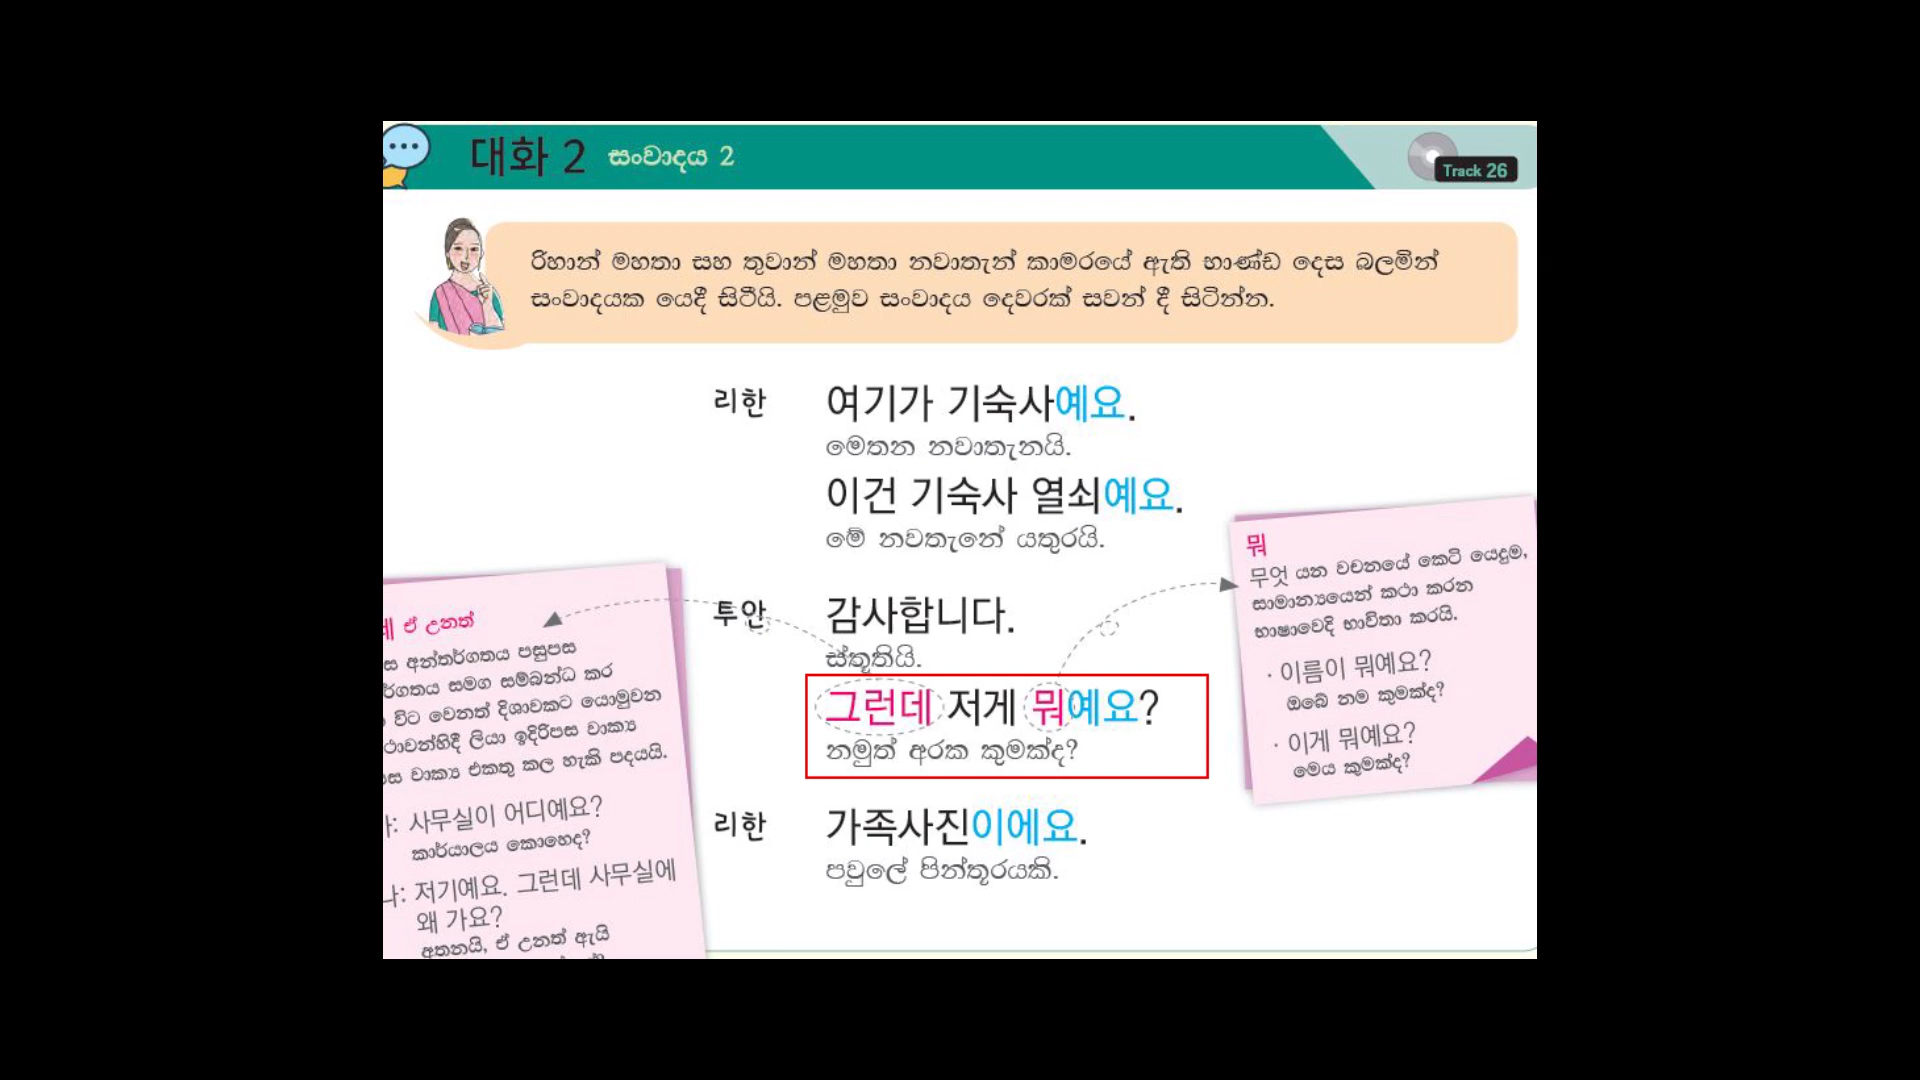 대화 2 සංවාදය 2
Track 26
රිහාන් මහතා සහ තුවාන් මහතා නවාතැන් කාමරයේ ඇති භාණ්ඩ දෙස බලමින්
සංවාදයක යෙදී සිටීයි. පළමුව සංවාදය දෙවරක් සවන් දී සිටින්න.
리한 여기가 기숙사예요.
මෙතන නවාතැනයි.
이건 기숙사 열쇠예요.
මේ නවතැනේ යතුරයි.
투안 감사합니다.
ස්තූතියි.
그런데 저게 뭐예요?
නමුත් අරක කුමක්ද?
리한 가족사진이에요.
පවුලේ පින්තූරයකි.
뭐
무엇 යන වචනයේ කෙටි යෙදුම,
සාමාන්‍යයෙන් කථා කරන
භාෂාවෙදි භාවිතා කරයි.
· 이름이 뭐예요?
ඔබේ නම කුමක්ද?
· 이게 뭐예요?
මෙය කුමක්ද?
ඒ උනත්
අන්තර්ගතය පසුපස
සමග සම්බන්ධ කර
විට වෙනත් දිශාවකට යොමුවන
ලියා ඉදිරිපස වාක්‍ය
වාක්‍ය එකතු කල හැකි පදයයි.
사무실이 어디예요?
කාර්යාලය කොහෙද?
나: 저기예요. 그런데 사무실에
왜 가요?
අතනයි, ඒ උනත් ඇයි